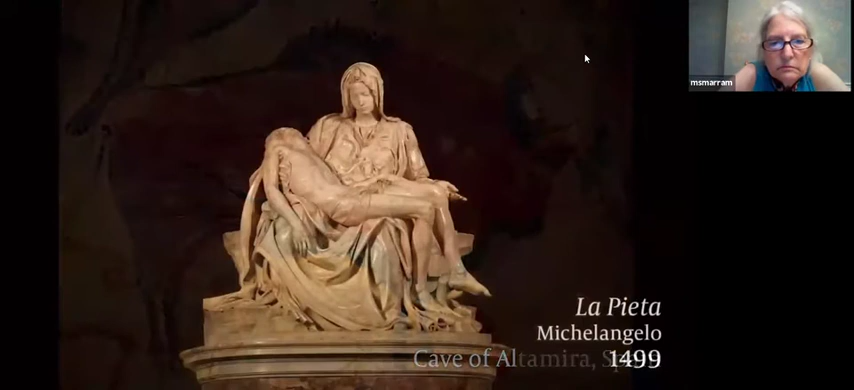 msmarram
La Pieta
Michelangelo
1499
Cave of Altamira,